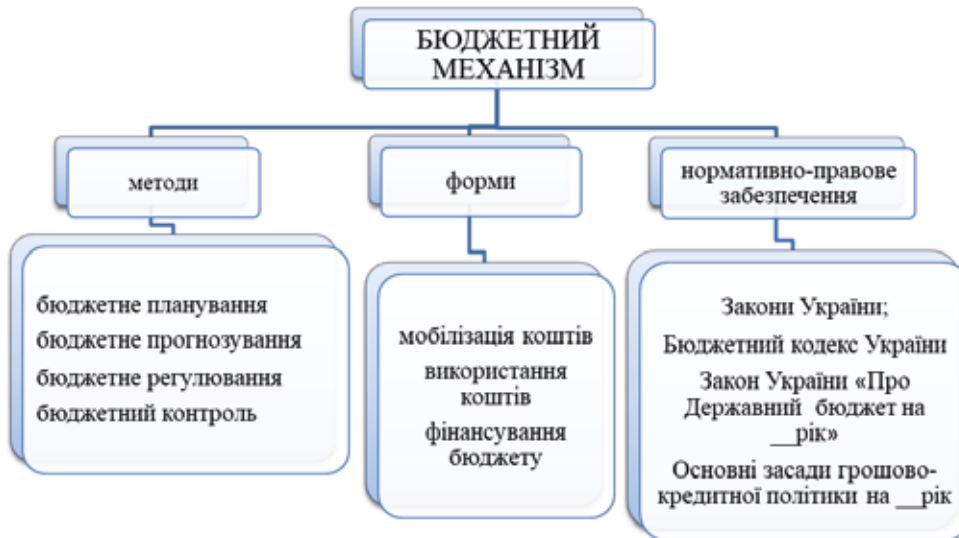 БЮДЖЕТНИЙ
МЕХАНІЗМ
методи
форми
нормативно-правове
забезпечення
бюджетне планування
бюджетне прогнозування
бюджетне регулювання
бюджетний контроль
мобілізація коштів
використання
коштів
фінансування
бюджету
Закони України;
Бюджетний кодекс України
Закон України «Про
Державний бюджет на
__рік»
Основні засади грошово-
кредитної політики на __рік